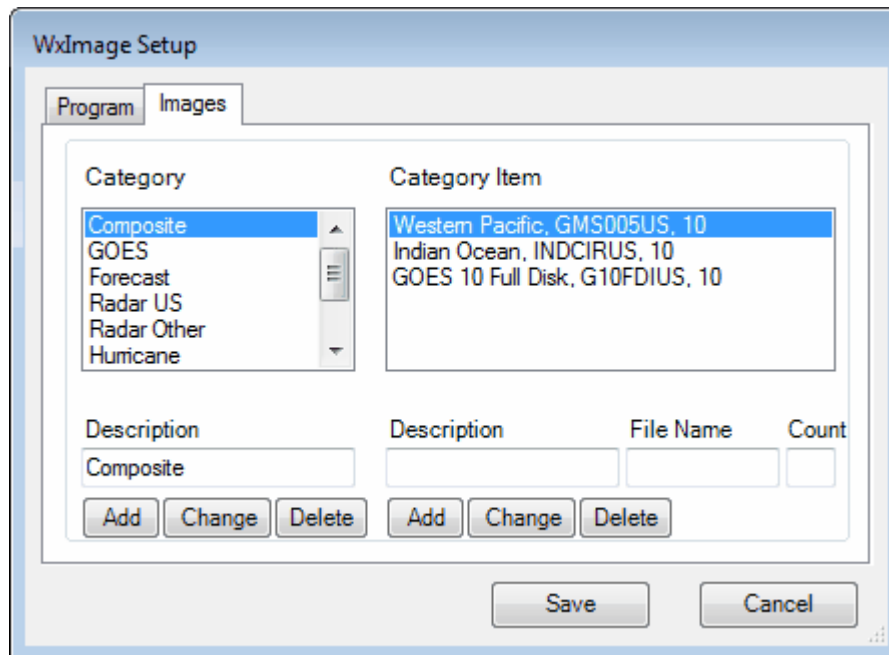 WxImage Setup
Program Images
Category Category Item
Composite
GOES
Forecast
Radar US
Radar Other
Hurricane
Western Pacific, GMS005US, 10
Indian Ocean, INDCIRUS, 10
GOES 10 Full Disk, G10FDIUS, 10
Description Description File Name Count
Composite
Add Change Delete Add Change Delete
Save Cancel